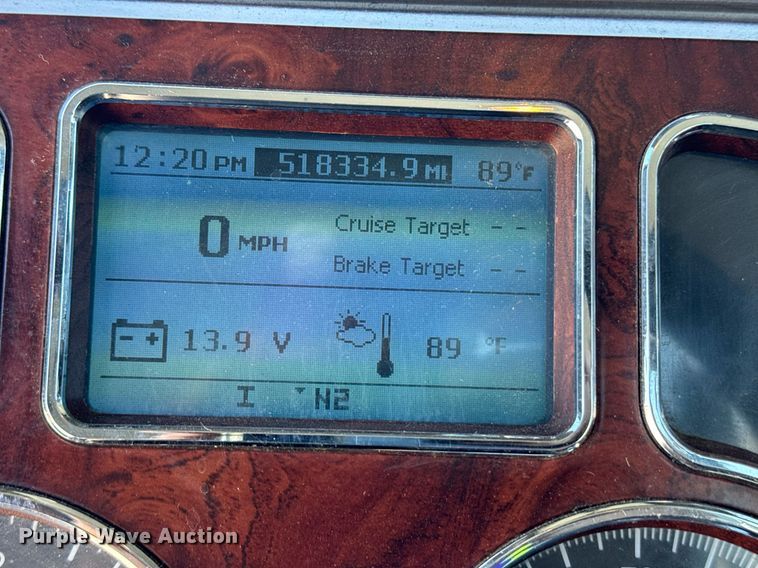 12:20 PM 518334.9 MI 89°F
0 MPH
Cruise Target - -
Brake Target - -
- + 13.9 V 89 °F
I N2
Purple Wave Auction